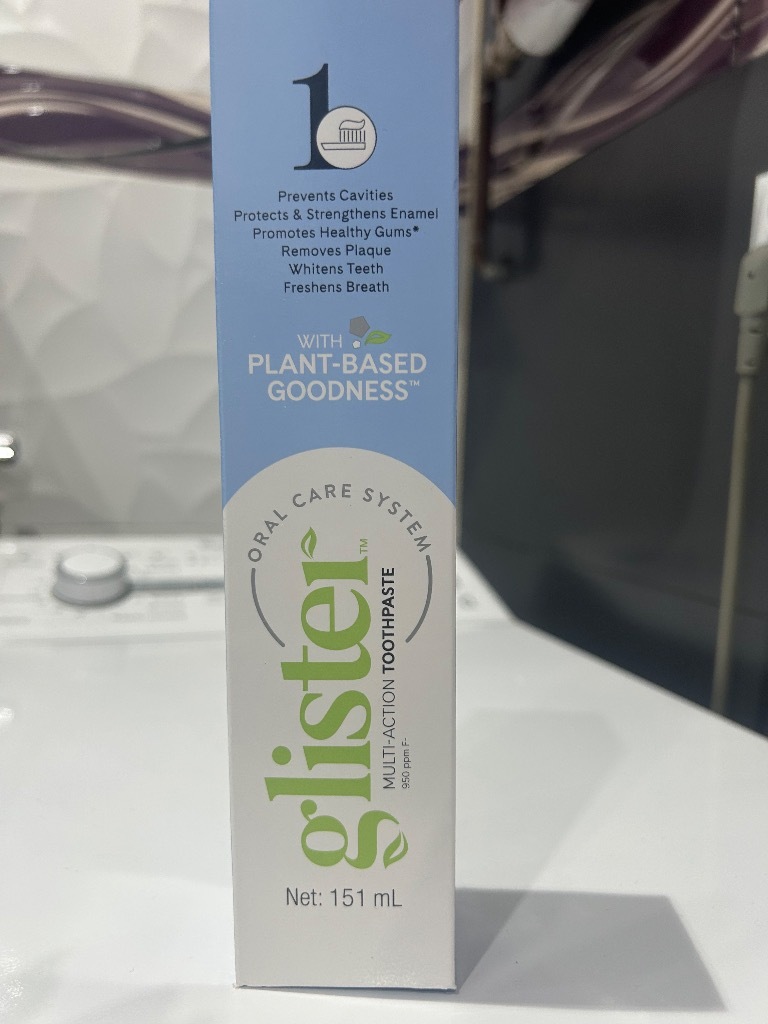 1
Prevents Cavities
Protects & Strengthens Enamel
Promotes Healthy Gums*
Removes Plaque
Whitens Teeth
Freshens Breath
WITH
PLANT-BASED
GOODNESS™
ORAL CARE SYSTEM
glister™
MULTI-ACTION TOOTHPASTE
950 ppm F-
Net: 151 mL